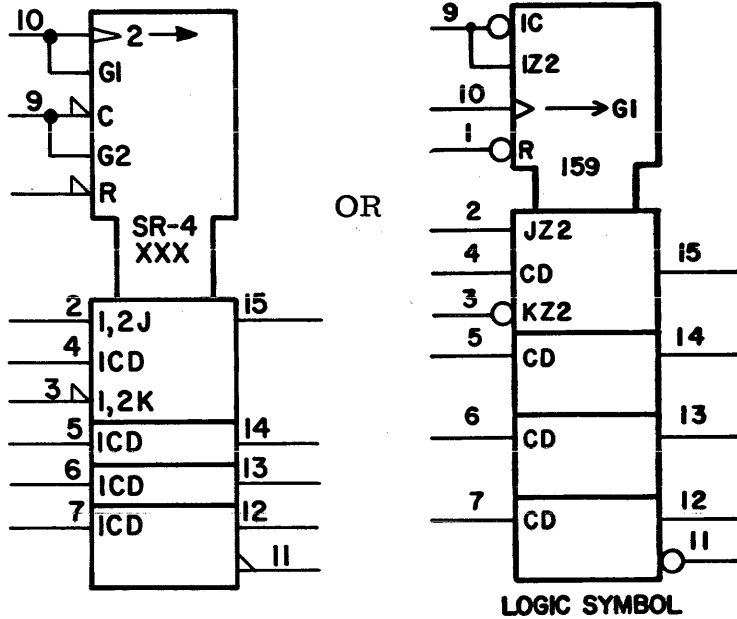 10
2
G1
9
C
G2
R
SR-4
XXX
2
1,2J
15
4
1CD
3
1,2K
5
1CD
14
6
1CD
13
7
1CD
12
11
OR
9
1C
1Z2
10
G1
1
R
159
2
JZ2
4
CD
15
3
KZ2
5
CD
14
6
CD
13
7
CD
12
11
LOGIC SYMBOL